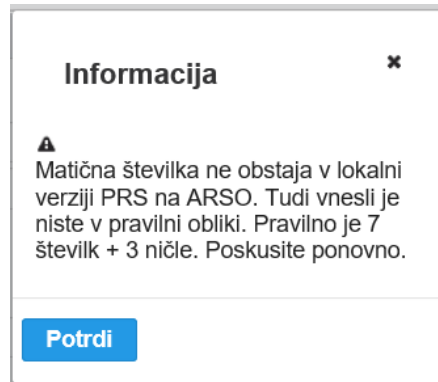 Informacija
Matična številka ne obstaja v lokalni
verziji PRS na ARSO. Tudi vnesli je
niste v pravilni obliki. Pravilno je 7
številk + 3 ničle. Poskusite ponovno.
Potrdi